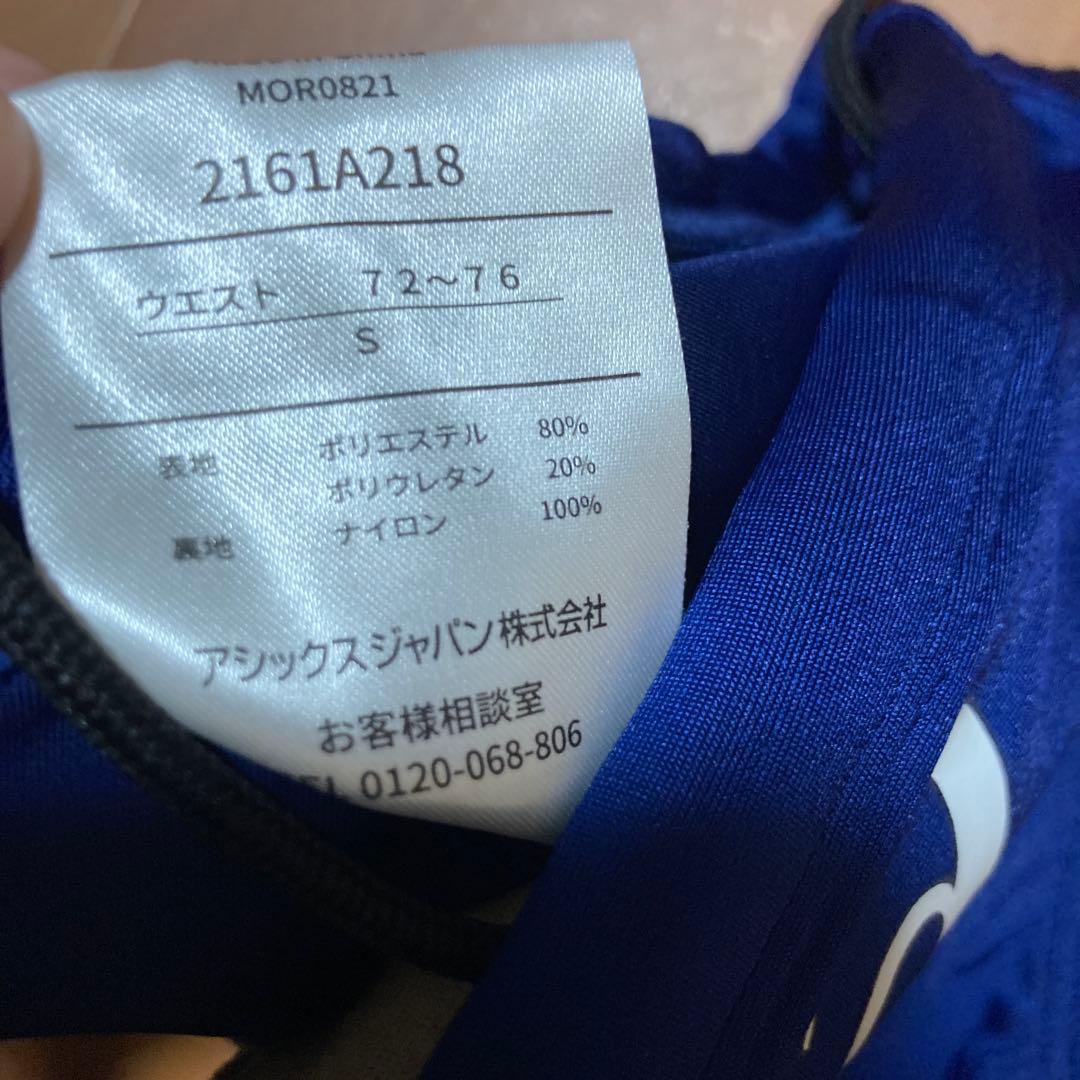 MOR0821
2161A218
ウエスト 72～76
S
表地 ポリエステル 80%
ポリウレタン 20%
裏地 ナイロン 100%
アシックスジャパン株式会社
お客様相談室
TEL 0120-068-806